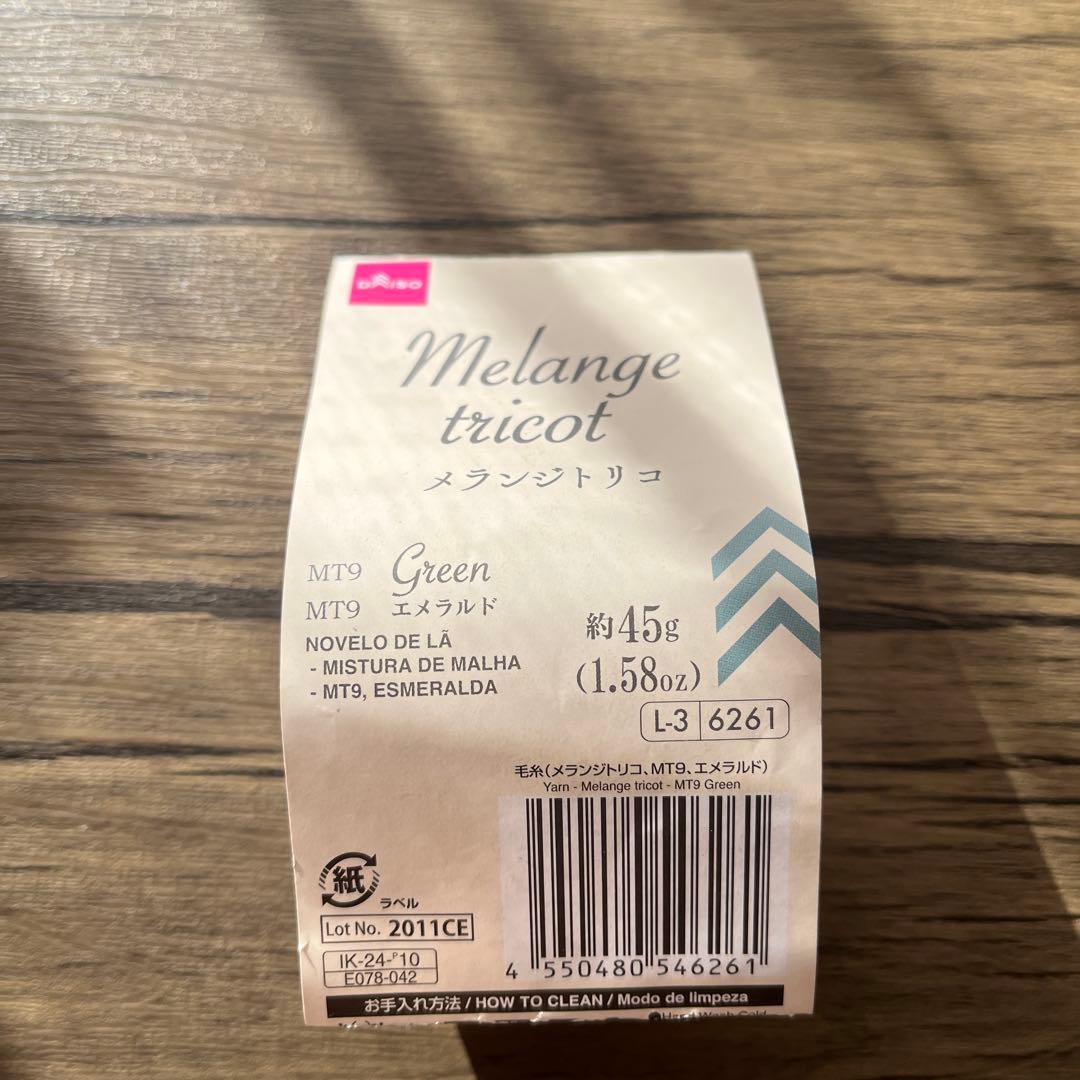 DAISO
Melange
tricot
メランジトリコ
MT9 Green
MT9 エメラルド
NOVELO DE LÃ
- MISTURA DE MALHA
- MT9, ESMERALDA
約45g
(1.58oz)
L-3 6261
毛糸(メランジトリコ、MT9、エメラルド)
Yarn - Melange tricot - MT9 Green
紙
ラベル
Lot No. 2011CE
IK-24-P10
E078-042
4 550480 546261
お手入れ方法 / HOW TO CLEAN / Modo de limpeza
Hand Wash Cold